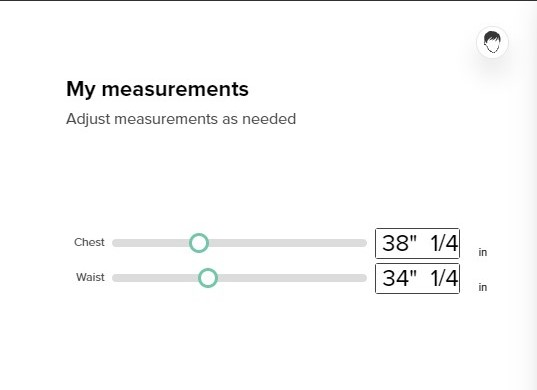 My measurements
Adjust measurements as needed
Chest 38" 1/4 in
Waist 34" 1/4 in